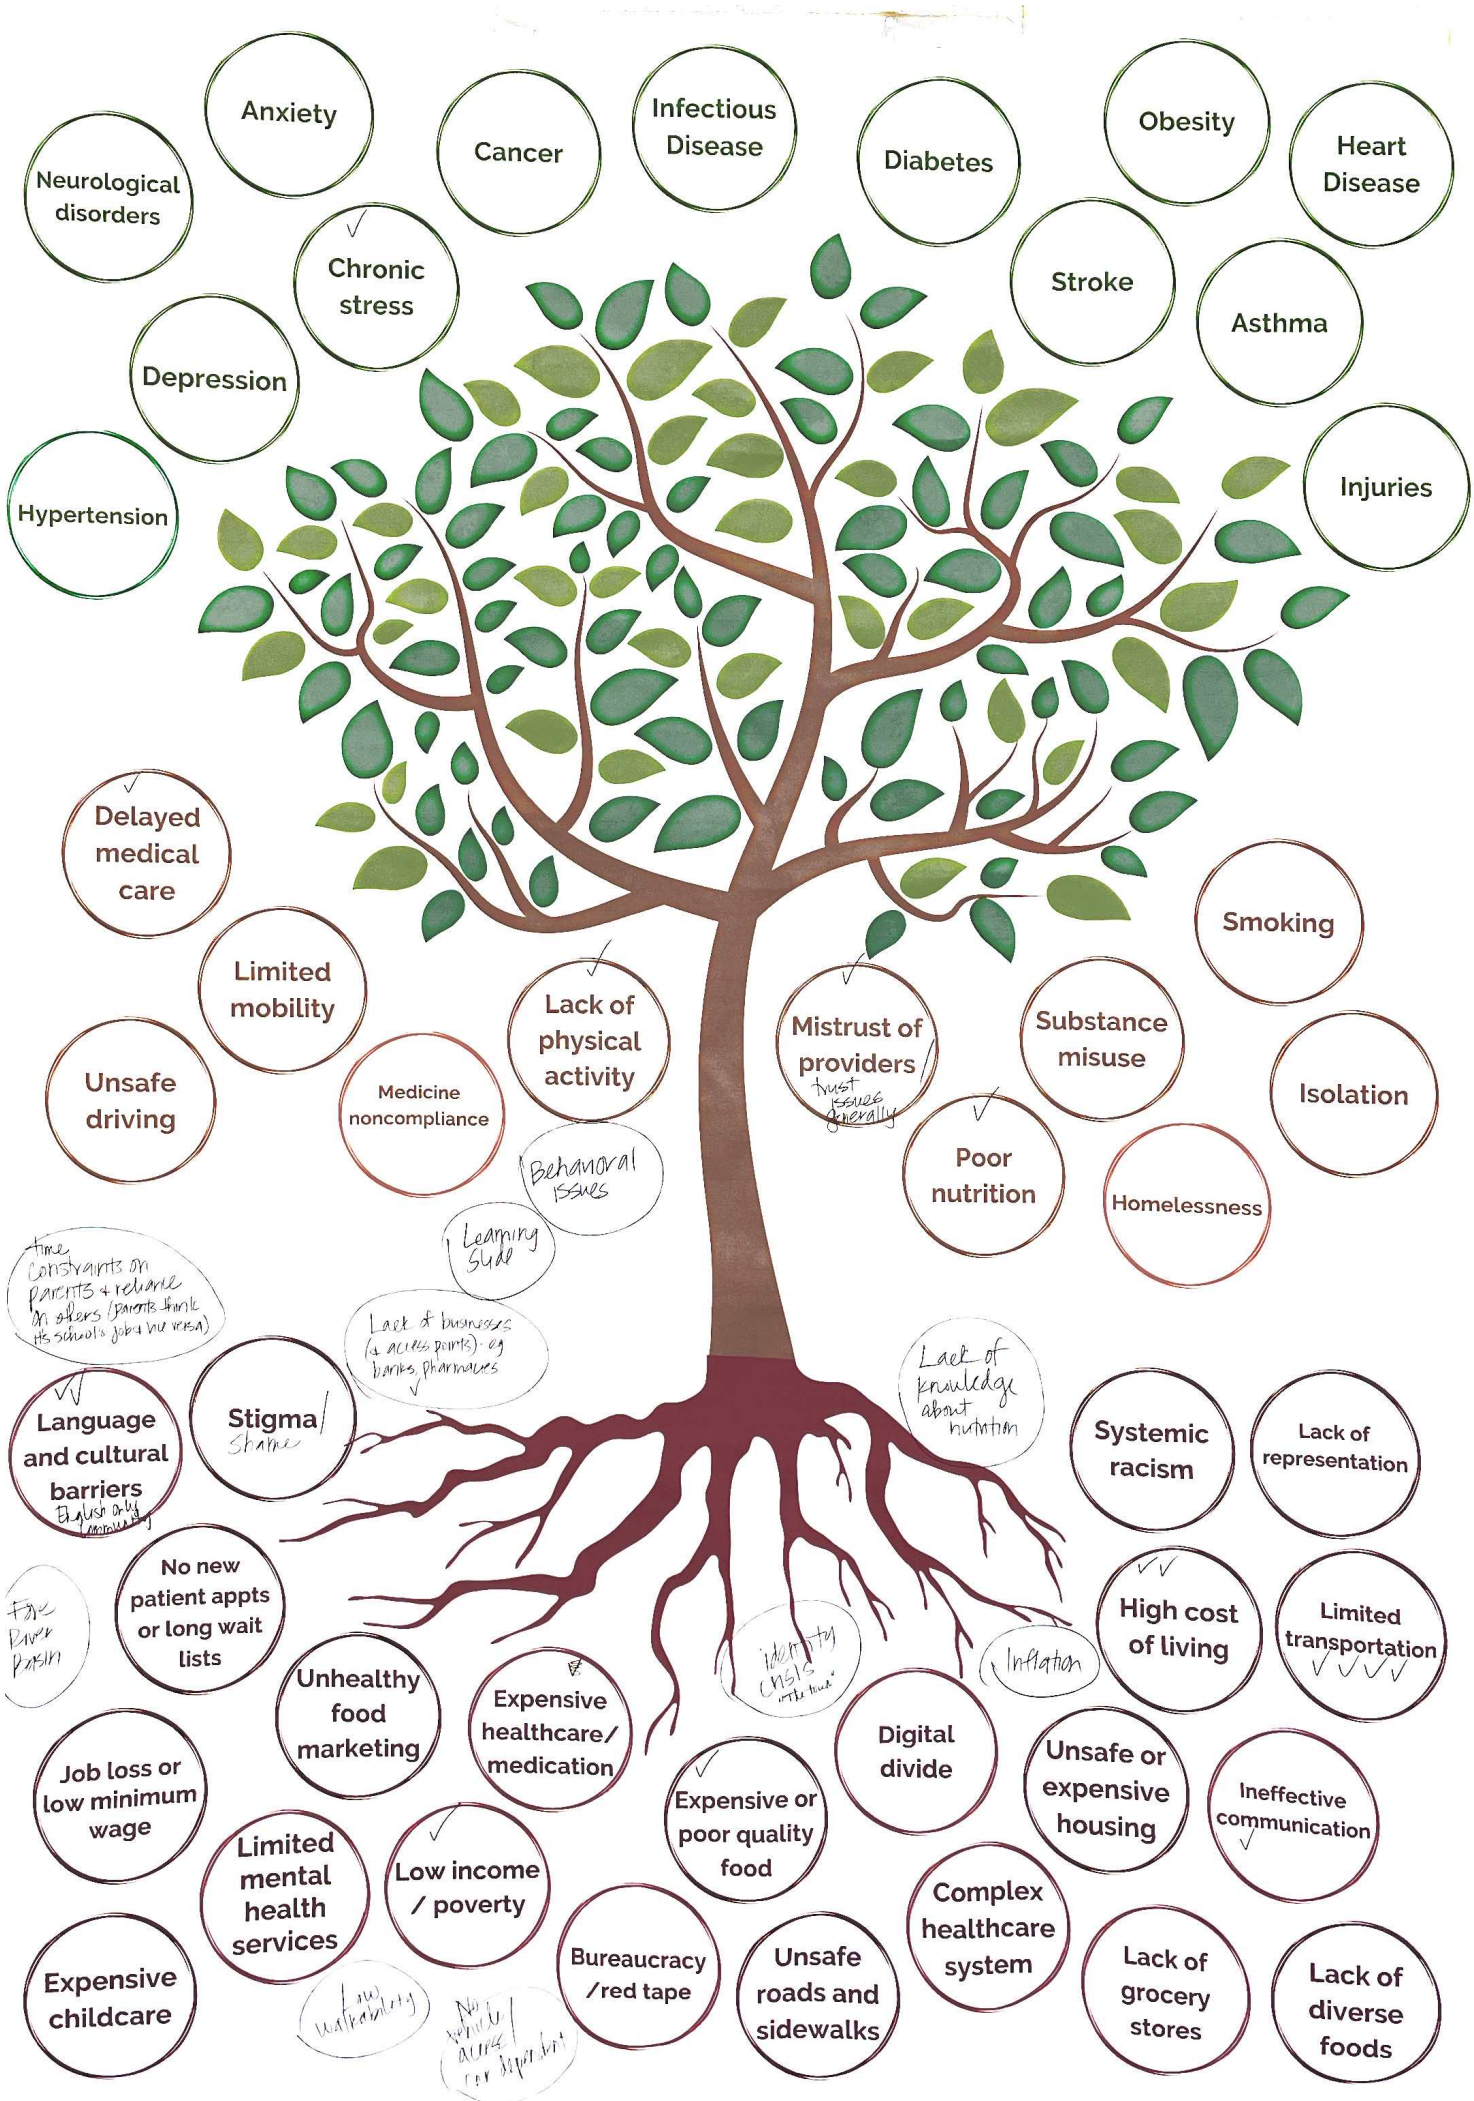 Anxiety
Cancer
Infectious
Disease
Diabetes
Obesity
Heart
Disease
Neurological
disorders
Chronic
stress
Stroke
Asthma
Depression
Hypertension
Injuries
Delayed
medical
care
Limited
mobility
Unsafe
driving
Medicine
noncompliance
Lack of
physical
activity
Mistrust of
providers/
trust
issues
generally
Substance
misuse
Smoking
Isolation
Poor
nutrition
Homelessness
Behavioral
issues
Learning
Slide
time
constraints on
parents + reliance
on others (parents think
it's school's job + vice versa)
Lack of businesses
(+ access points) - eg
banks, pharmacies
Lack of
knowledge
about
nutrition
Language
and cultural
barriers
English only
community
Stigma/
Shame
Systemic
racism
Lack of
representation
No new
patient appts
or long wait
lists
River
Basin
High cost
of living
Limited
transportation
Unhealthy
food
marketing
Expensive
healthcare/
medication
identity
crisis
Inflation
Digital
divide
Job loss or
low minimum
wage
Limited
mental
health
services
Low income
/ poverty
Expensive or
poor quality
food
Unsafe or
expensive
housing
Ineffective
communication
Expensive
childcare
Low
walkability
No
vehicle/
access
car dependent
Bureaucracy
/red tape
Unsafe
roads and
sidewalks
Complex
healthcare
system
Lack of
grocery
stores
Lack of
diverse
foods